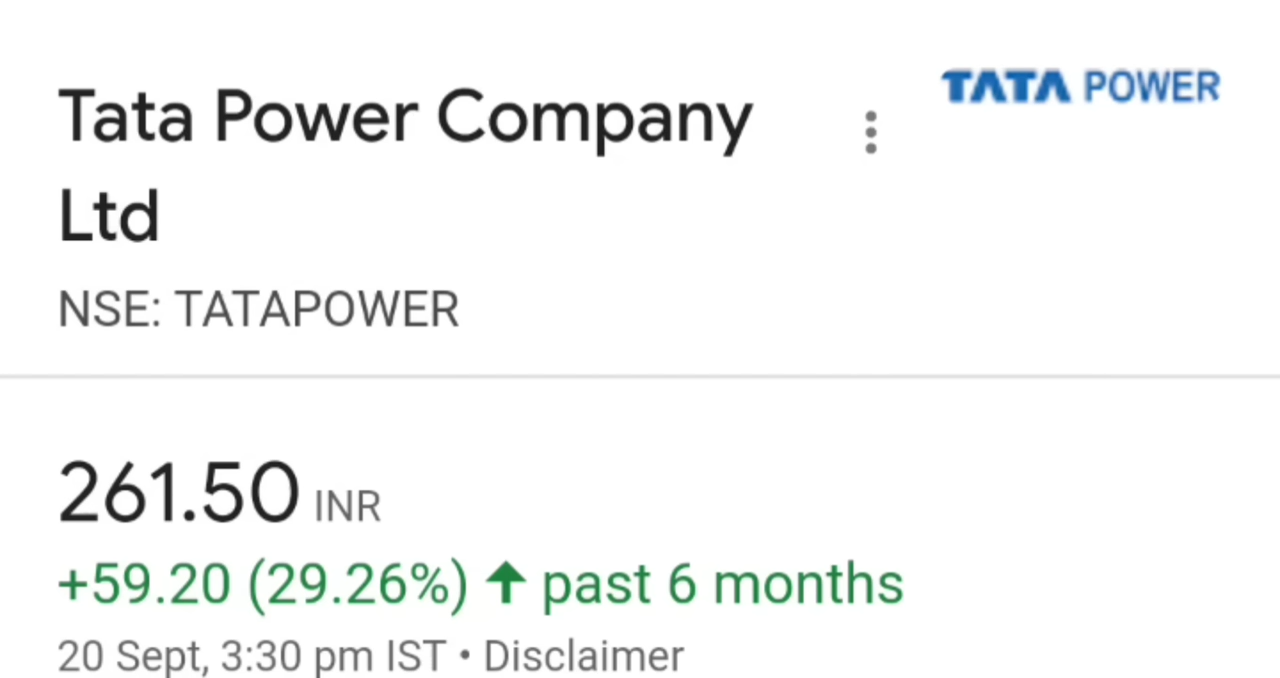 Tata Power Company
Ltd
TATA POWER
NSE: TATAPOWER
261.50 INR
+59.20 (29.26%) ↑ past 6 months
20 Sept, 3:30 pm IST • Disclaimer